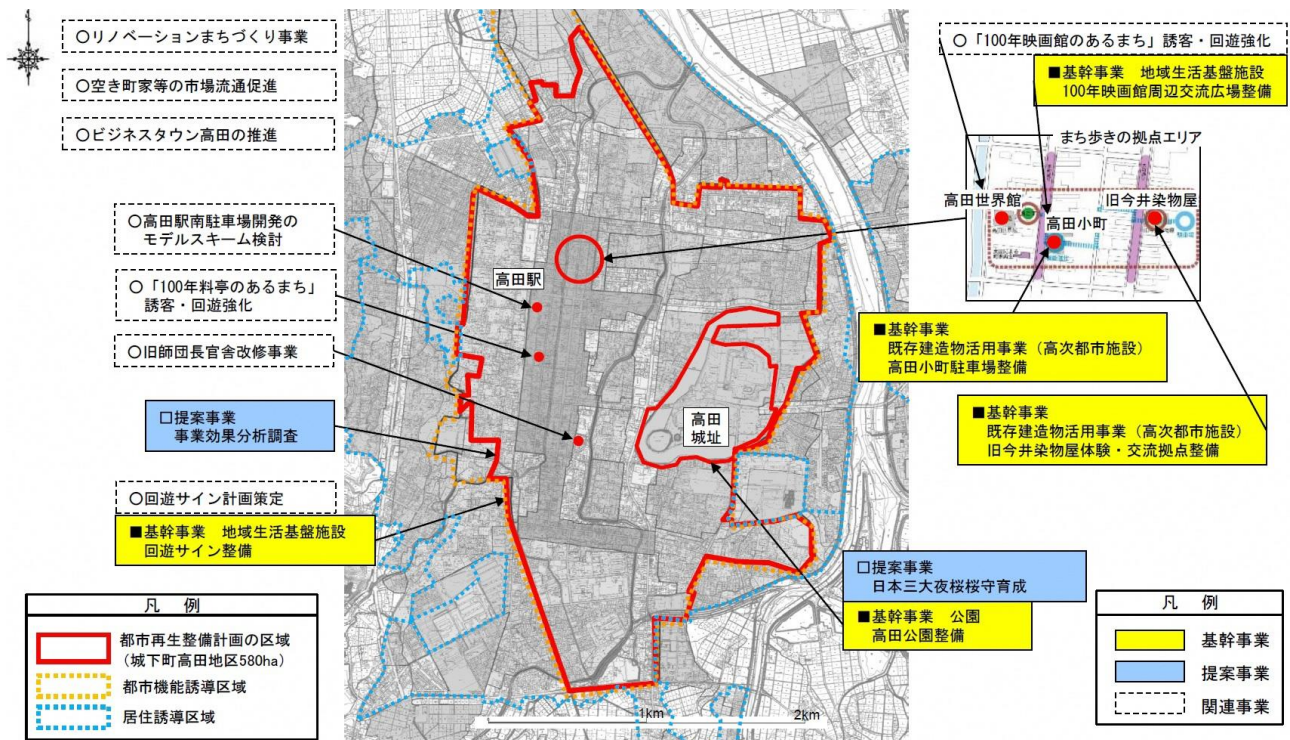 ○リノベーションまちづくり事業
○空き町家等の市場流通促進
○ビジネスタウン高田の推進
○高田駅南駐車場開発の
モデルスキーム検討
○「100年料亭のあるまち」
誘客・回遊強化
○旧師団長官舎改修事業
□提案事業
事業効果分析調査
○回遊サイン計画策定
■基幹事業 地域生活基盤施設
回遊サイン整備
凡 例
都市再生整備計画の区域
(城下町高田地区580ha)
都市機能誘導区域
居住誘導区域
高田駅
高田
城址
1km
2km
○「100年映画館のあるまち」誘客・回遊強化
■基幹事業 地域生活基盤施設
100年映画館周辺交流広場整備
まち歩きの拠点エリア
高田世界館
旧今井染物屋
高田小町
■基幹事業
既存建造物活用事業(高次都市施設)
高田小町駐車場整備
■基幹事業
既存建造物活用事業(高次都市施設)
旧今井染物屋体験・交流拠点整備
□提案事業
日本三大夜桜桜守育成
■基幹事業 公園
高田公園整備
凡 例
基幹事業
提案事業
関連事業